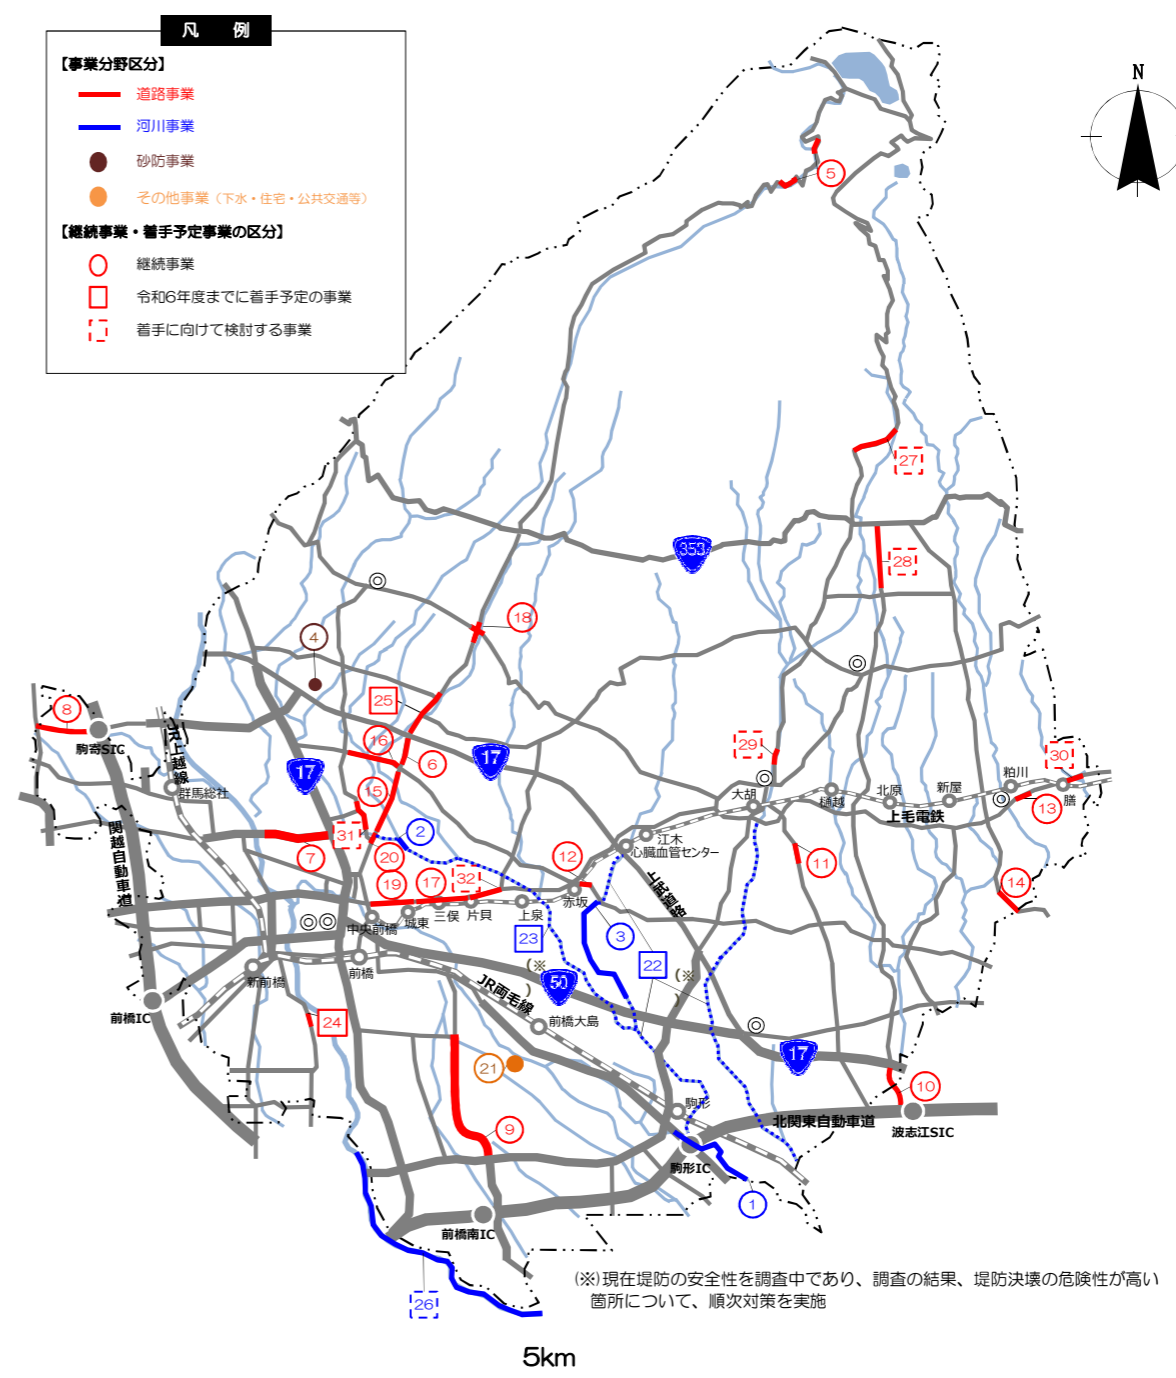 凡 例
【事業分野区分】
道路事業
河川事業
砂防事業
その他事業（下水・住宅・公共交通等）
【継続事業・着手予定事業の区分】
継続事業
令和6年度までに着手予定の事業
着手に向けて検討する事業
N
5
27
353
28
18
4
25
8
駒寄SIC
JR上越線
16
6
17
17
29
30
群馬総社
15
大胡
樋越
北原
新屋
粕川
膳
13
上毛電鉄
関越自動車道
31
2
7
20
江木
心臓血管センター
12
11
19
17
32
上武道路
14
赤坂
中央前橋
城東
三俣
片貝
上泉
23
3
22
(※)
(※)
新前橋
前橋
JR両毛線
50
前橋IC
24
前橋大島
17
21
10
駒形
北関東自動車道
波志江SIC
9
駒形IC
1
前橋南IC
26
(※)現在堤防の安全性を調査中であり、調査の結果、堤防決壊の危険性が高い
箇所について、順次対策を実施
5km